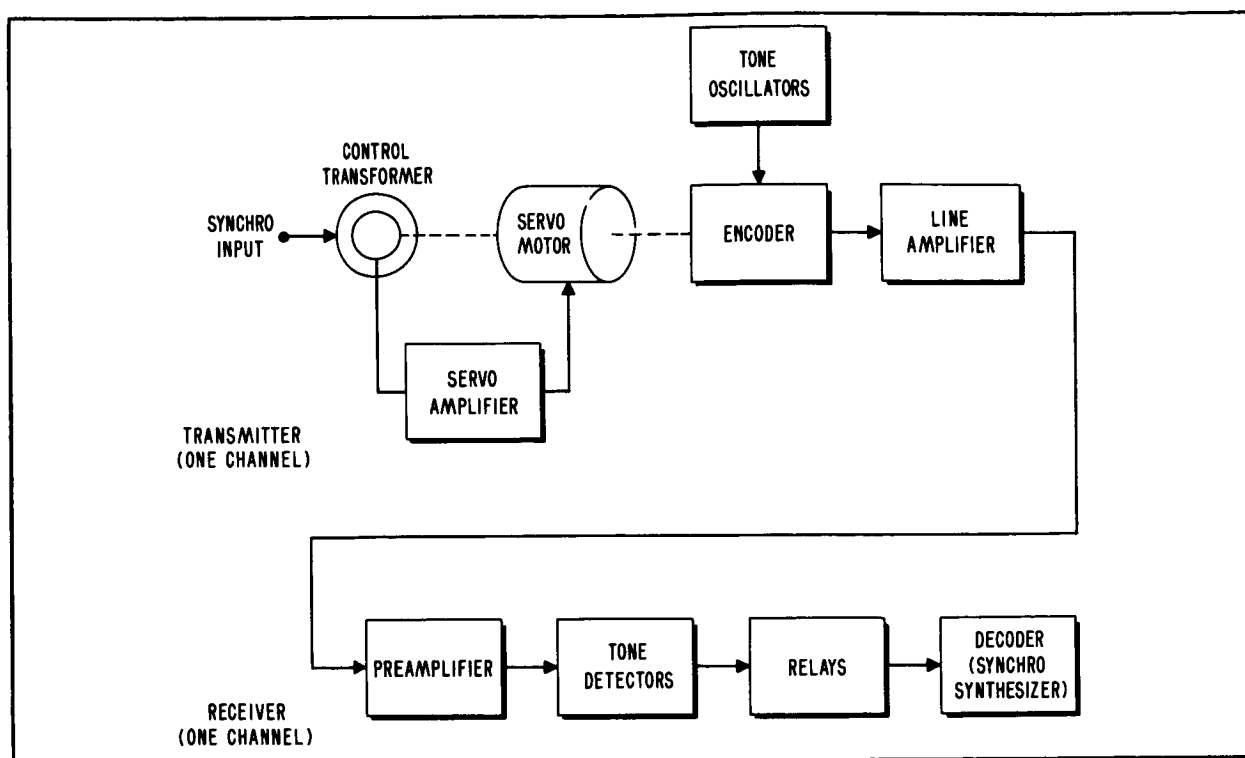 TONE
OSCILLATORS
CONTROL
TRANSFORMER
SYNCHRO
INPUT
SERVO
MOTOR
ENCODER
LINE
AMPLIFIER
SERVO
AMPLIFIER
TRANSMITTER
(ONE CHANNEL)
PREAMPLIFIER
TONE
DETECTORS
RELAYS
DECODER
(SYNCHRO
SYNTHESIZER)
RECEIVER
(ONE CHANNEL)